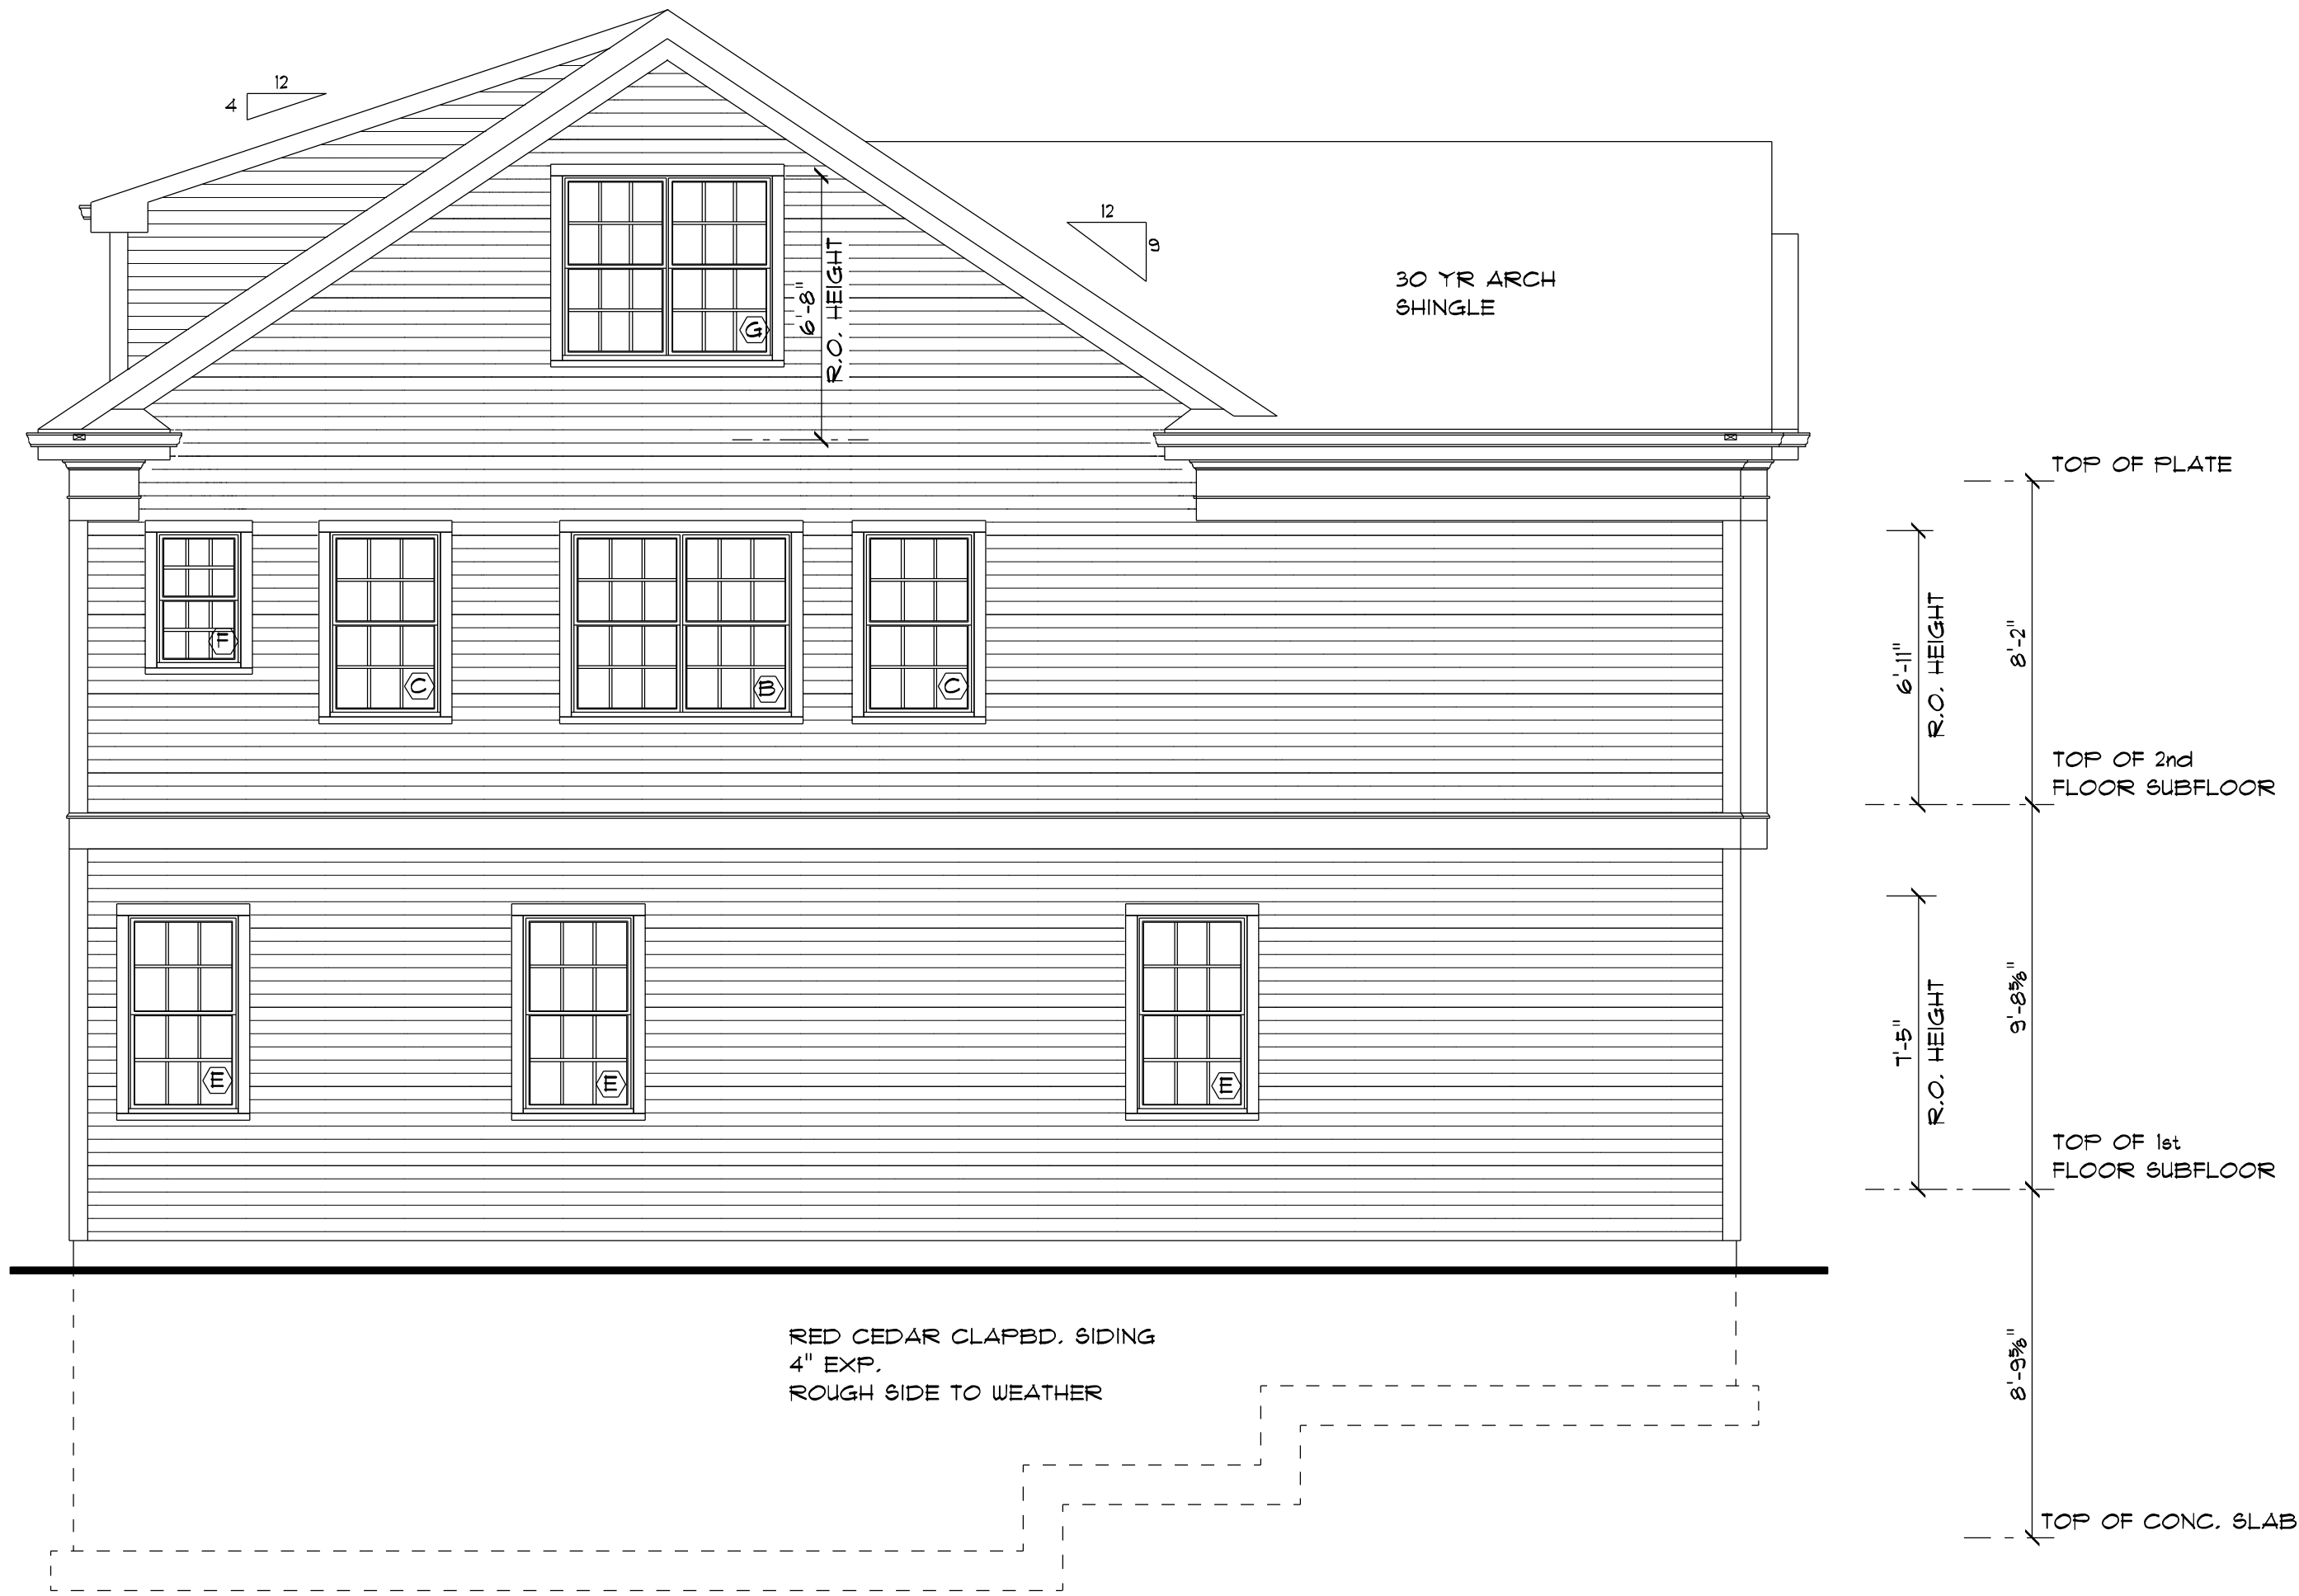 12
4
12
9
30 YR ARCH
SHINGLE
6'-8"
R.O. HEIGHT
G
TOP OF PLATE
F
C
B
C
6'-11"
R.O. HEIGHT
8'-2"
TOP OF 2nd
FLOOR SUBFLOOR
E
E
E
7'-5"
R.O. HEIGHT
9'-8⅝"
TOP OF 1st
FLOOR SUBFLOOR
RED CEDAR CLAPBD. SIDING
4" EXP.
ROUGH SIDE TO WEATHER
8'-9⅝"
TOP OF CONC. SLAB